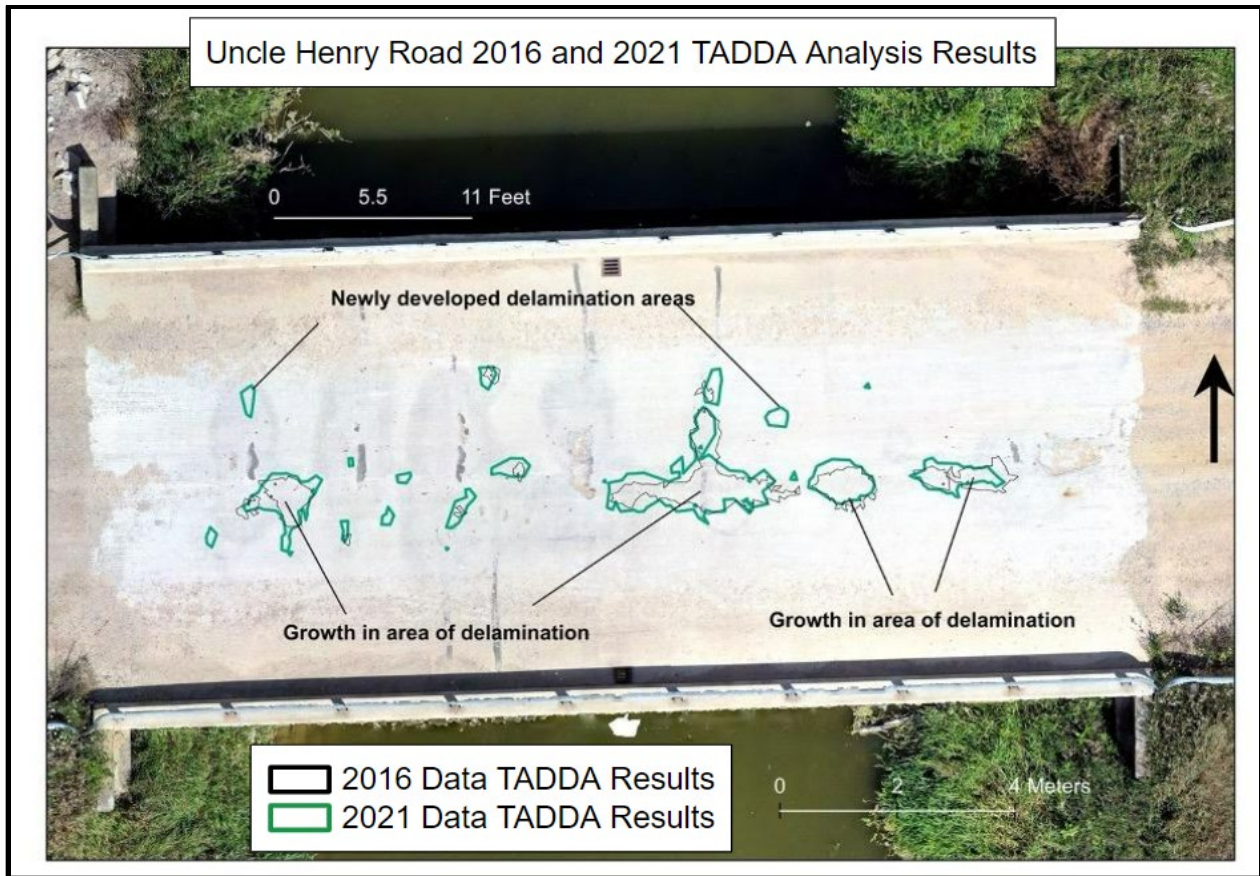 Uncle Henry Road 2016 and 2021 TADDA Analysis Results
0 5.5 11 Feet
Newly developed delamination areas
Growth in area of delamination
Growth in area of delamination
2016 Data TADDA Results
2021 Data TADDA Results
0 2 4 Meters